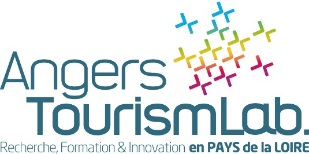 Angers
TourismLab.
Recherche, Formation & Innovation en PAYS de la LOIRE